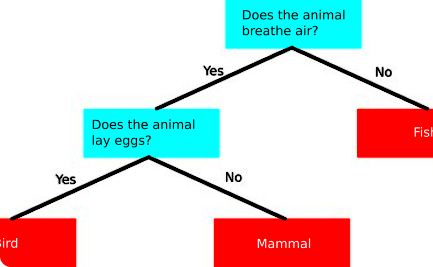 Does the animal
breathe air?
Yes
No
Does the animal
lay eggs?
Yes
No
Mammal